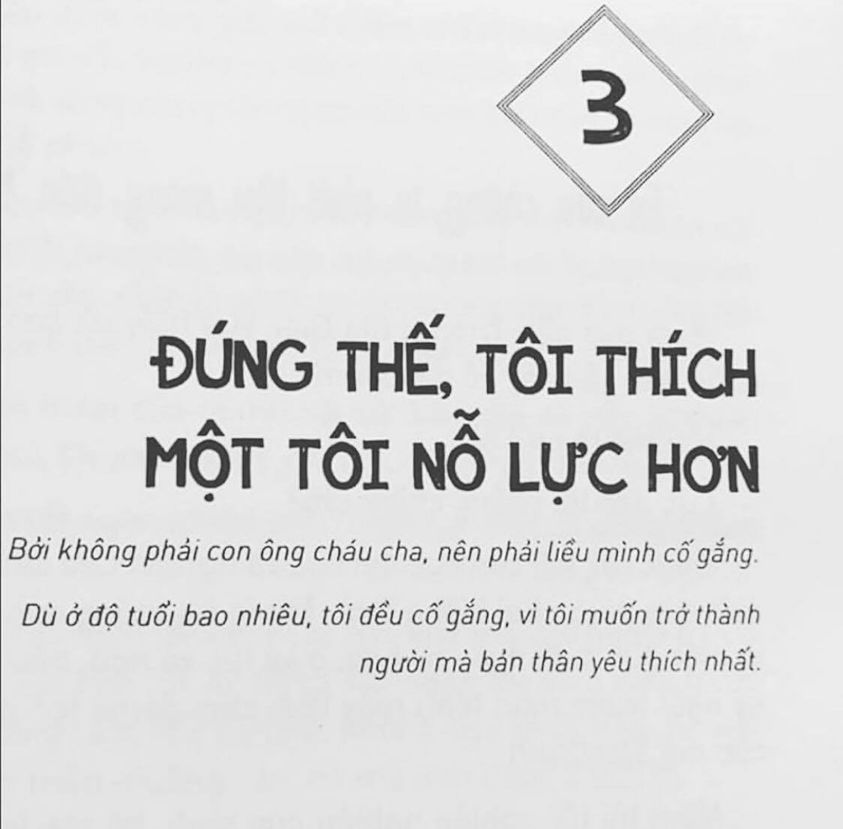 3
ĐÚNG THẾ, TÔI THÍCH
MỘT TÔI NỖ LỰC HƠN
Bởi không phải con ông cháu cha, nên phải liều mình cố gắng.
Dù ở độ tuổi bao nhiêu, tôi đều cố gắng, vì tôi muốn trở thành
người mà bản thân yêu thích nhất.